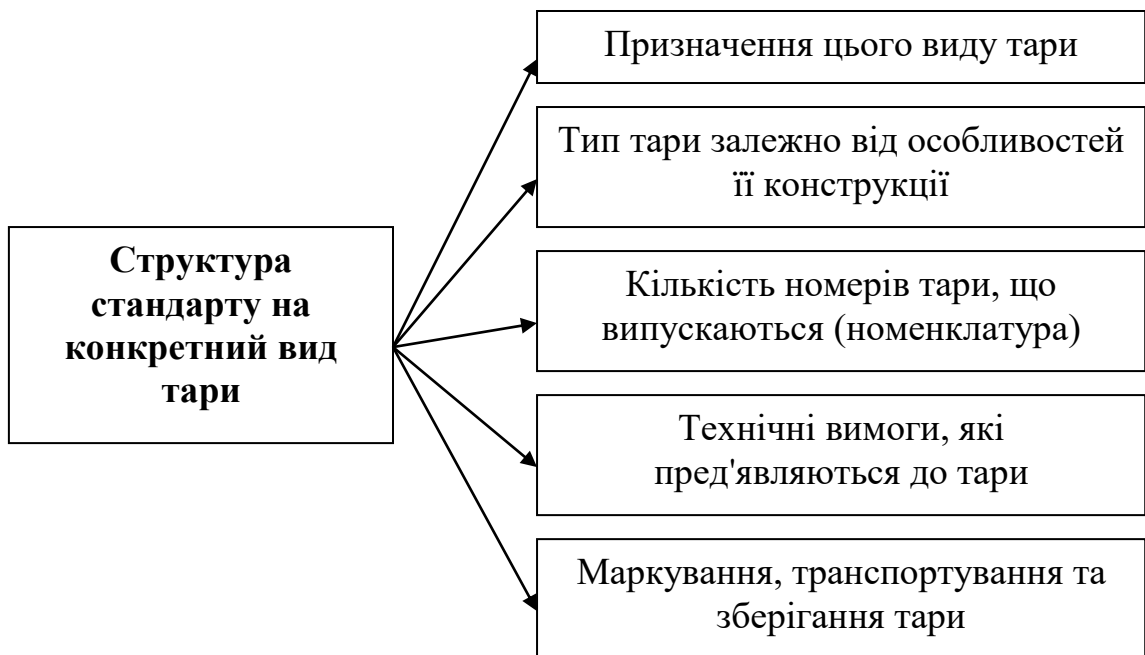 Призначення цього виду тари
Тип тари залежно від особливостей
її конструкції
Структура
стандарту на
конкретний вид
тари
Кількість номерів тари, що
випускаються (номенклатура)
Технічні вимоги, які
пред'являються до тари
Маркування, транспортування та
зберігання тари